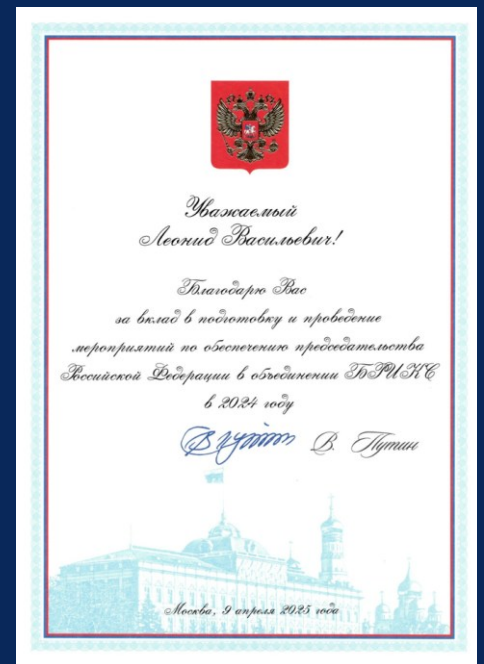 Уважаемый
Леонид Васильевич!
Благодарю Вас
за вклад в подготовку и проведение
мероприятий по обеспечению председательства
Российской Федерации в объединении БРИКС
в 2024 году
В. Путин
Москва, 9 апреля 2025 года